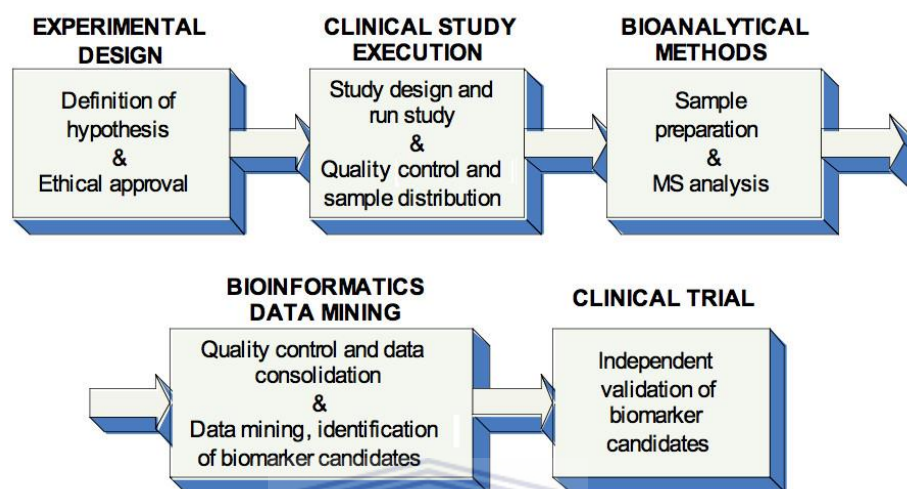 EXPERIMENTAL
DESIGN
Definition of
hypothesis
&
Ethical approval
CLINICAL STUDY
EXECUTION
Study design and
run study
&
Quality control and
sample distribution
BIOANALYTICAL
METHODS
Sample
preparation
&
MS analysis
BIOINFORMATICS
DATA MINING
Quality control and data
consolidation
&
Data mining, identification
of biomarker candidates
CLINICAL TRIAL
Independent
validation of
biomarker
candidates